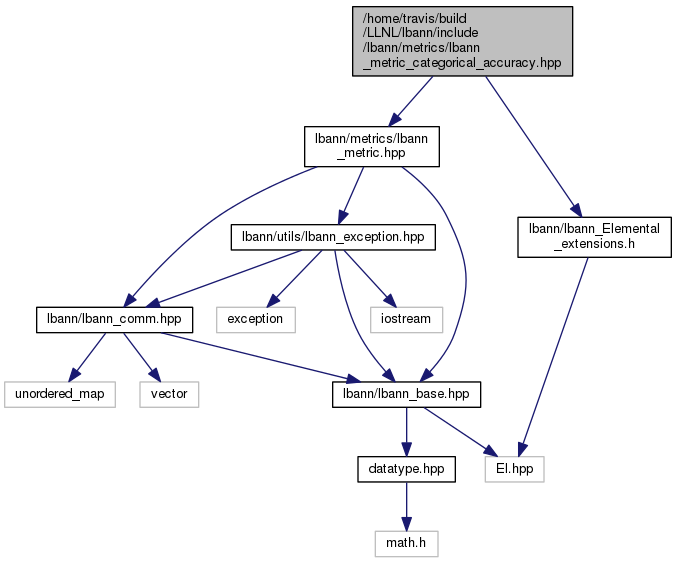 /home/travis/build
/LLNL/lbann/include
/lbann/metrics/lbann
_metric_categorical_accuracy.hpp
lbann/metrics/lbann
_metric.hpp
lbann/lbann_Elemental
_extensions.h
lbann/utils/lbann_exception.hpp
lbann/lbann_comm.hpp
exception
iostream
unordered_map
vector
lbann/lbann_base.hpp
datatype.hpp
El.hpp
math.h